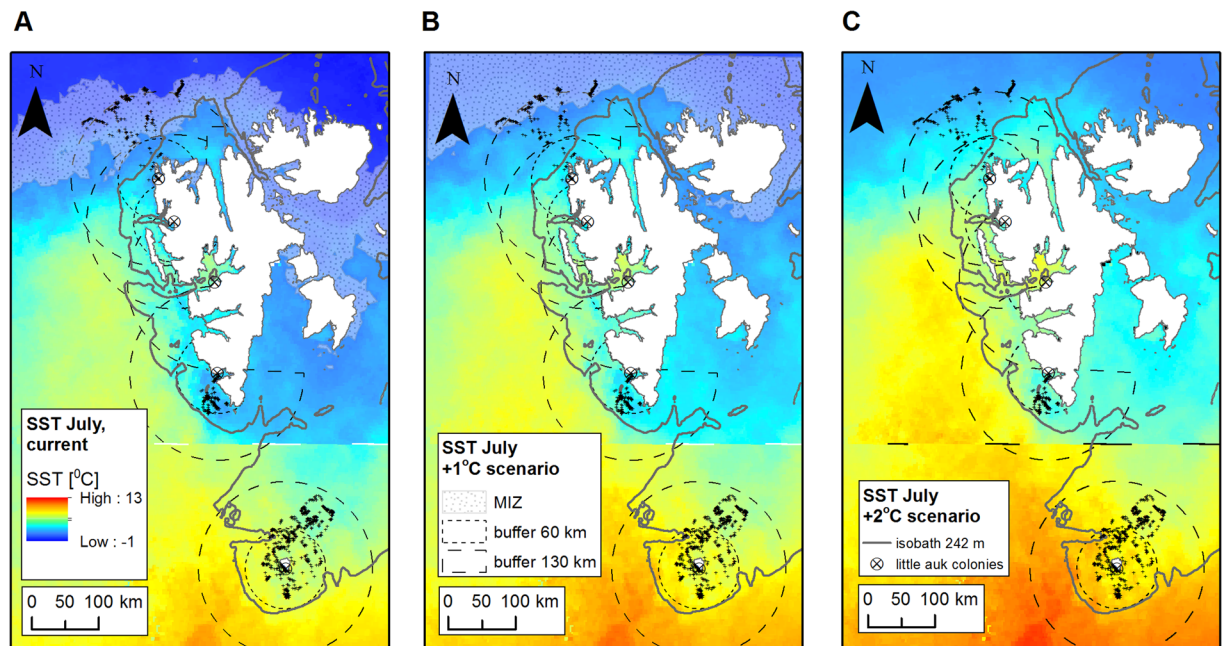 A
B
C
N
N
N
SST July,
current
SST [⁰C]
High : 13
Low : -1
0 50 100 km
SST July
+1°C scenario
MIZ
buffer 60 km
buffer 130 km
0 50 100 km
SST July
+2°C scenario
isobath 242 m
little auk colonies
0 50 100 km